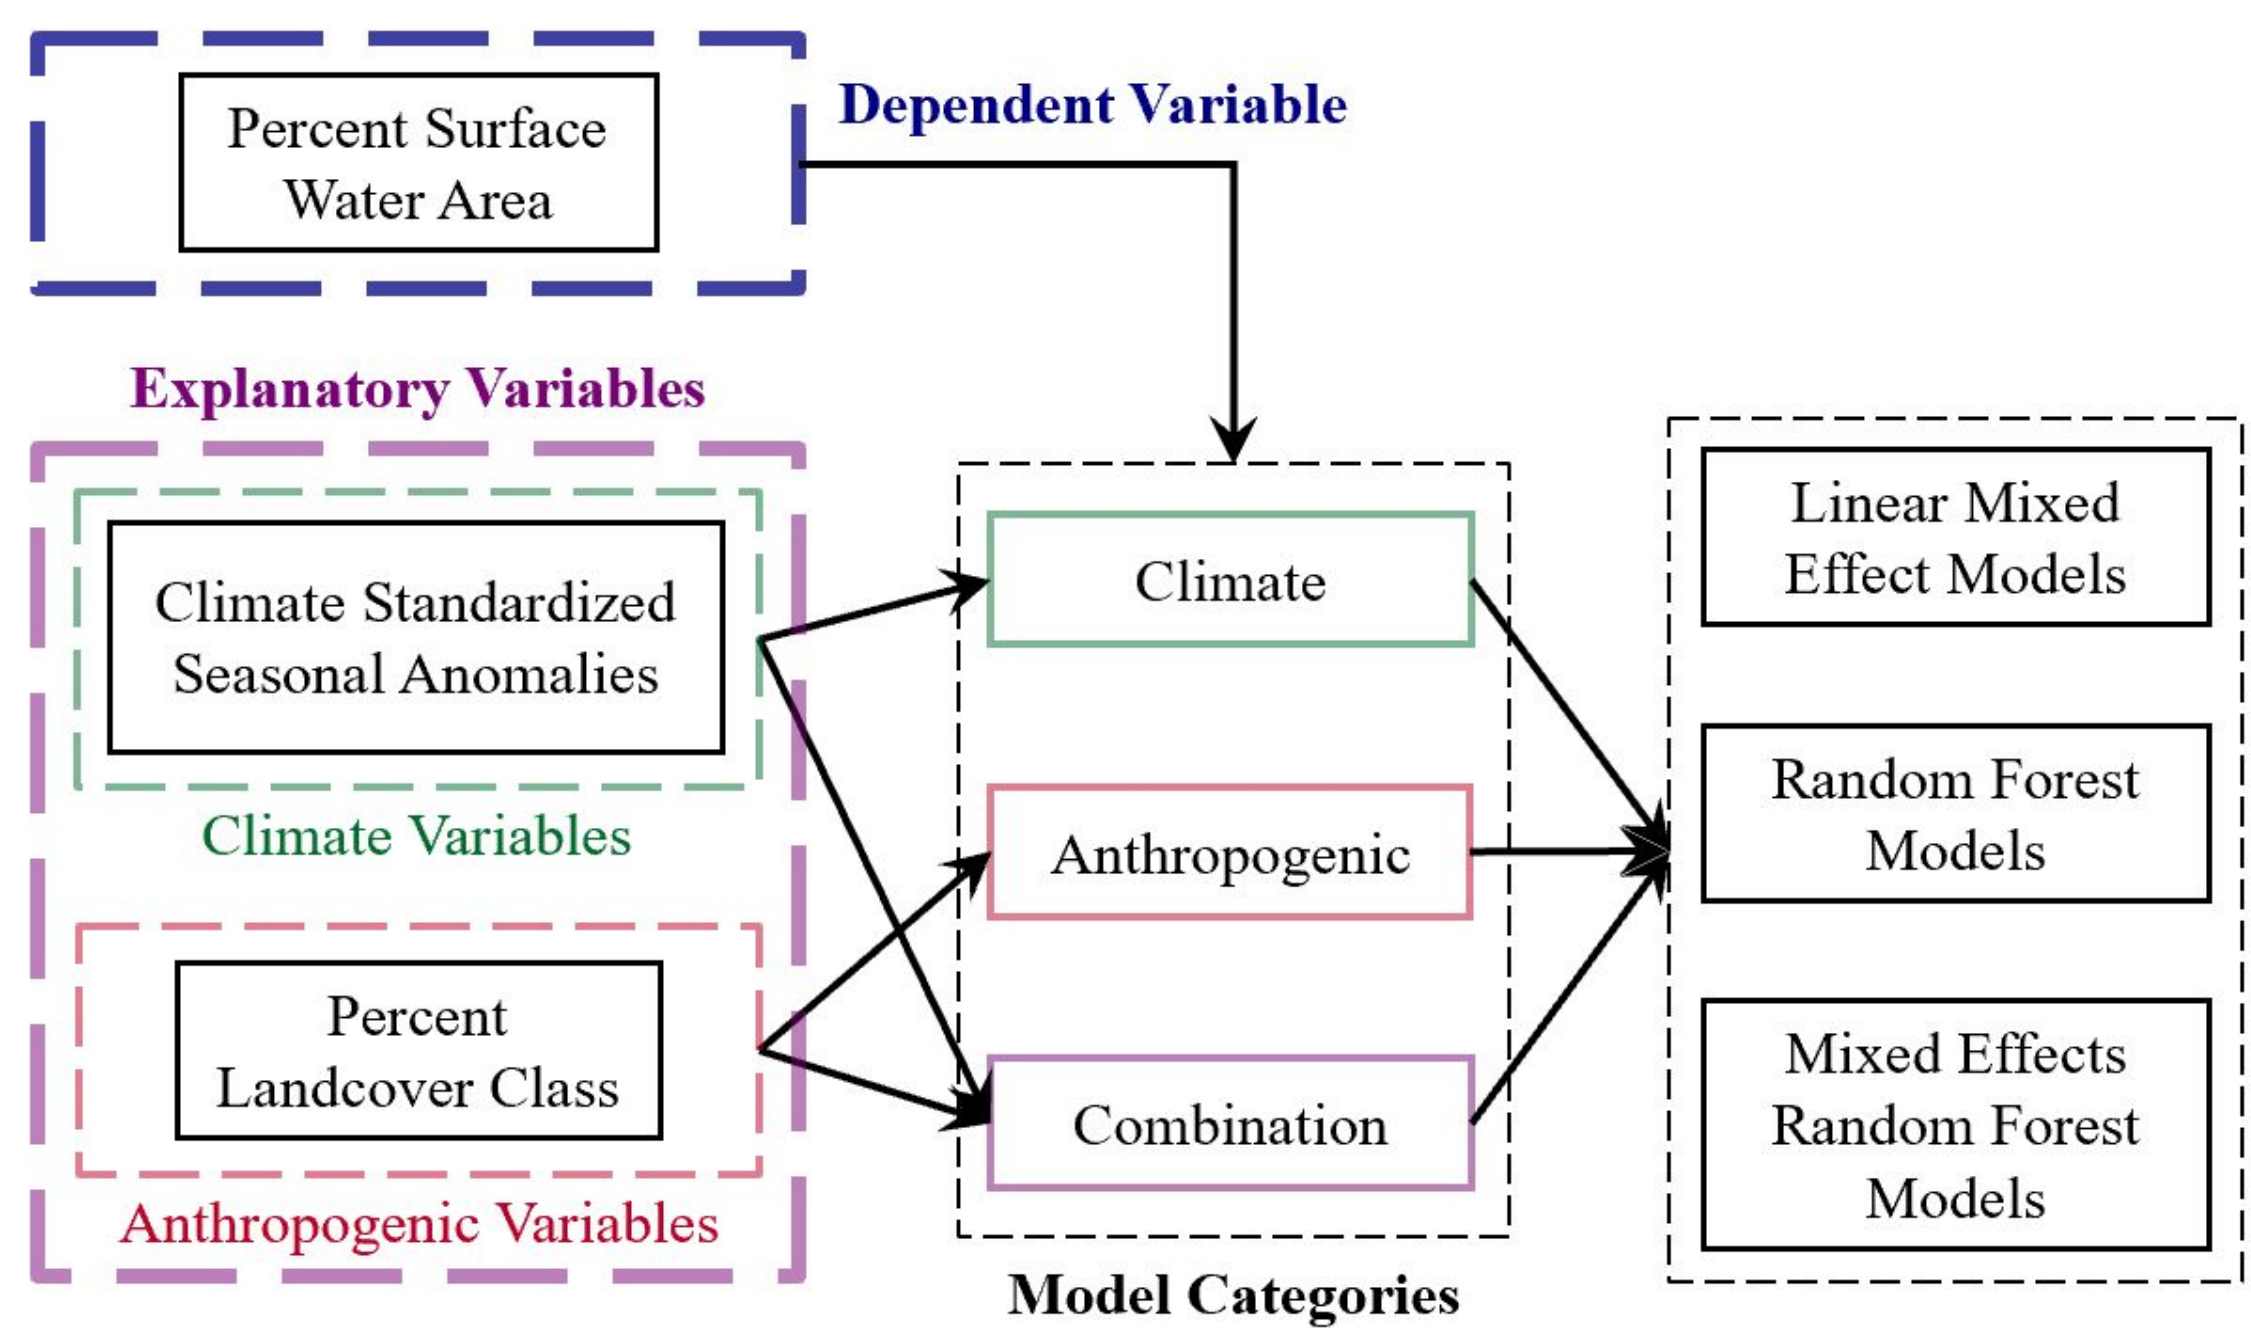 Percent Surface
Water Area
Dependent Variable
Explanatory Variables
Climate Standardized
Seasonal Anomalies
Climate Variables
Percent
Landcover Class
Anthropogenic Variables
Climate
Anthropogenic
Combination
Model Categories
Linear Mixed
Effect Models
Random Forest
Models
Mixed Effects
Random Forest
Models